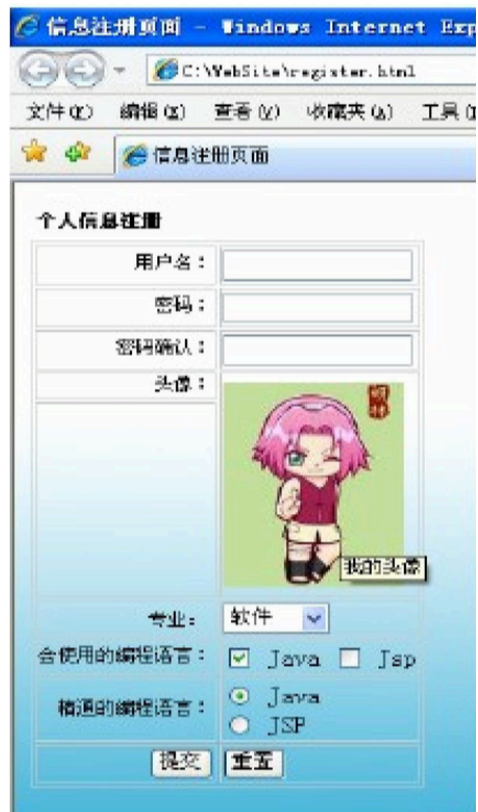 信息注册页面 - Windows Internet Exp
C:\WebSite\register.html
文件(F) 编辑(E) 查看(V) 收藏夹(A) 工具(
信息注册页面
个人信息注册
用户名：
密码：
密码确认：
头像：
我的头像
专业： 软件
会使用的编程语言： Java Jsp
精通的编程语言： Java
JSP
提交 重置